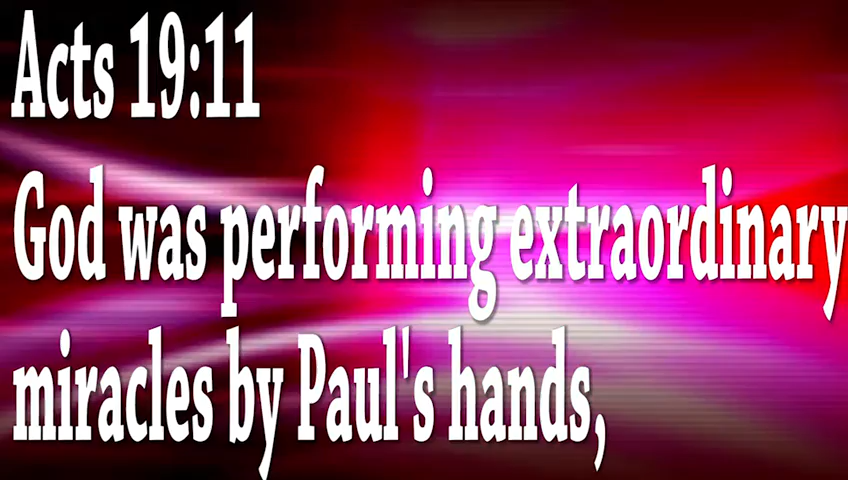 Acts 19:11
God was performing extraordinary
miracles by Paul's hands,